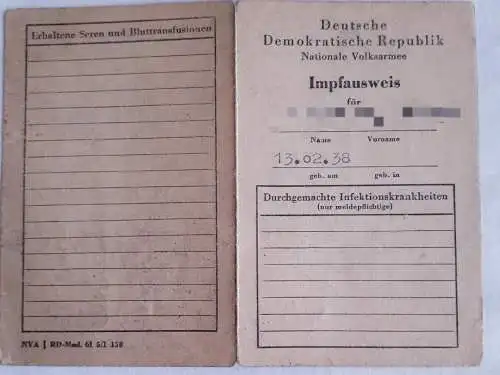 Erhaltene Seren und Bluttransfusionen
NVA RD-Med. 61 5/1 158
Deutsche
Demokratische Republik
Nationale Volksarmee
Impfausweis
für
Name Vorname
13.02.38
geb. am geb. in
Durchgemachte Infektionskrankheiten
(nur meldepflichtige)